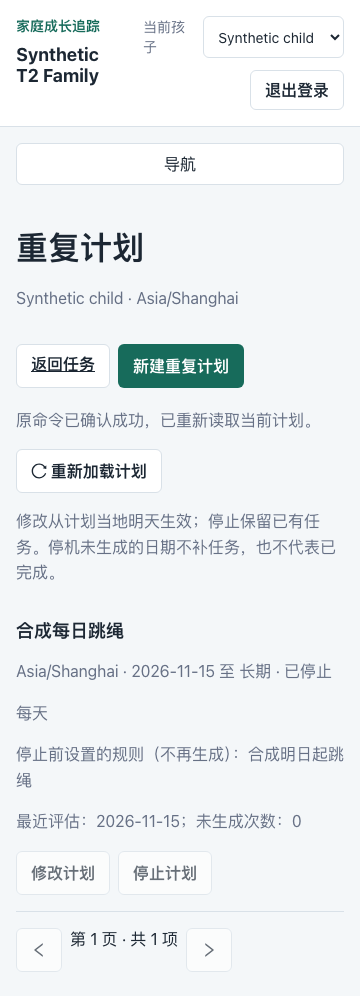 家庭成长追踪
Synthetic
T2 Family
当前孩
子
Synthetic child
退出登录
导航
重复计划
Synthetic child · Asia/Shanghai
返回任务
新建重复计划
原命令已确认成功，已重新读取当前计划。
重新加载计划
修改从计划当地明天生效；停止保留已有任
务。停机未生成的日期不补任务，也不代表已
完成。
合成每日跳绳
Asia/Shanghai · 2026-11-15 至 长期 · 已停止
每天
停止前设置的规则（不再生成）：合成明日起跳
绳
最近评估：2026-11-15；未生成次数：0
修改计划
停止计划
第 1 页 · 共 1 项